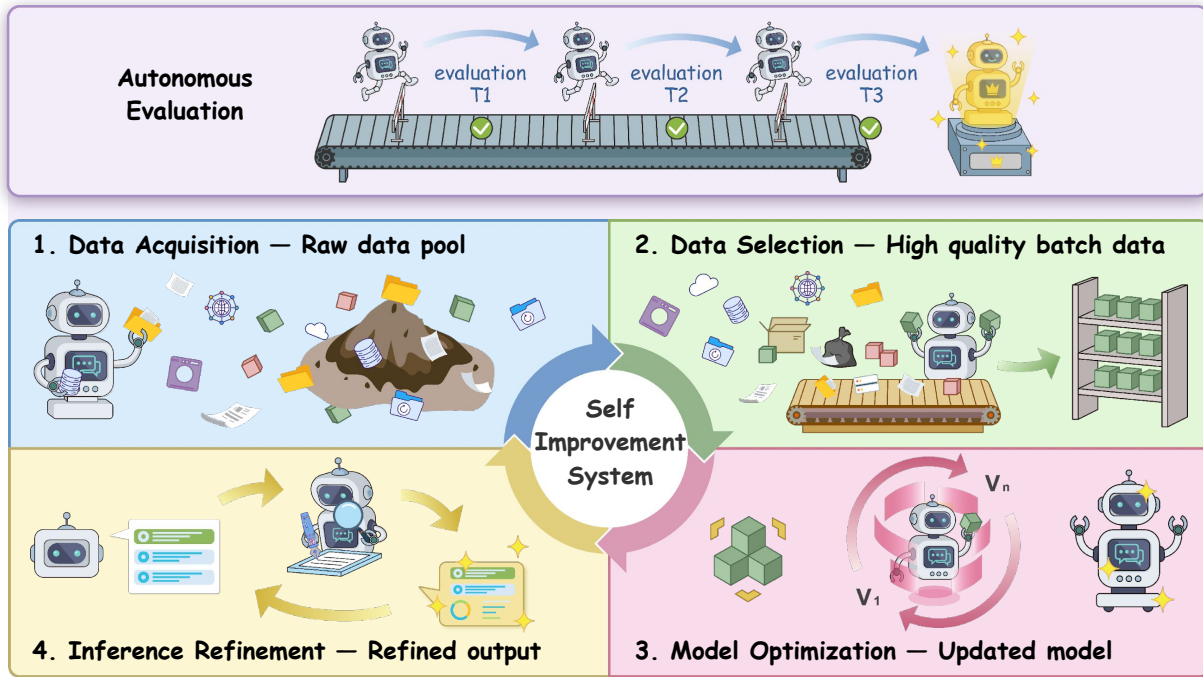 Autonomous
Evaluation
evaluation
T1
evaluation
T2
evaluation
T3
1. Data Acquisition — Raw data pool
2. Data Selection — High quality batch data
Self
Improvement
System
4. Inference Refinement — Refined output
3. Model Optimization — Updated model
Vn
V1